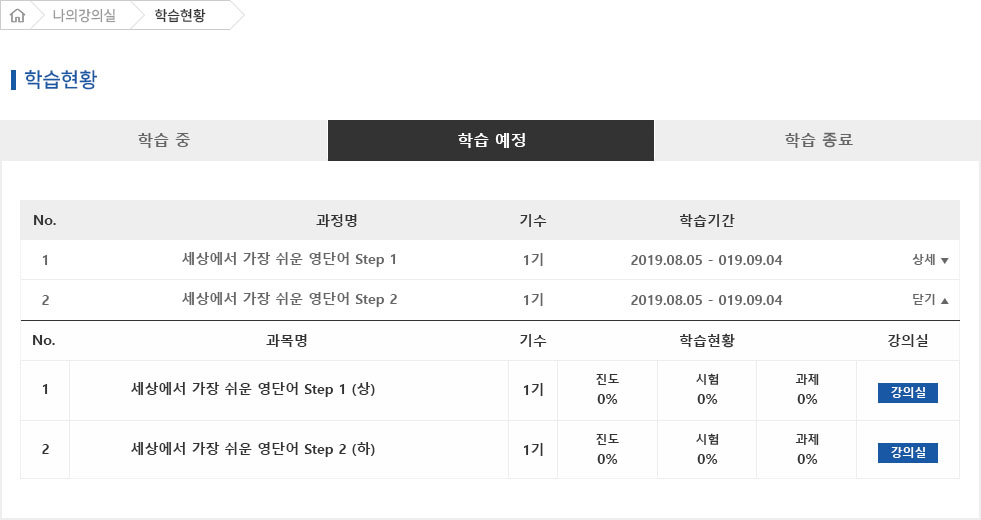 나의강의실 학습현황
학습현황
학습 중 학습 예정 학습 종료
No. 과정명 기수 학습기간
1 세상에서 가장 쉬운 영단어 Step 1 1기 2019.08.05 - 019.09.04 상세 ▼
2 세상에서 가장 쉬운 영단어 Step 2 1기 2019.08.05 - 019.09.04 닫기 ▲
No. 과목명 기수 학습현황 강의실
1 세상에서 가장 쉬운 영단어 Step 1 (상) 1기 진도 0% 시험 0% 과제 0% 강의실
2 세상에서 가장 쉬운 영단어 Step 2 (하) 1기 진도 0% 시험 0% 과제 0% 강의실